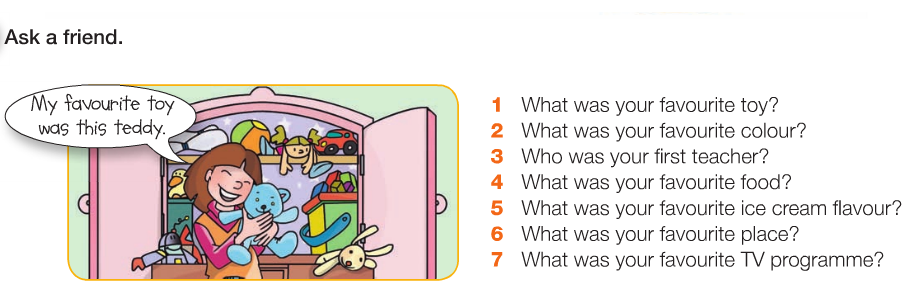 Ask a friend.
My favourite toy
was this teddy.
1 What was your favourite toy?
2 What was your favourite colour?
3 Who was your first teacher?
4 What was your favourite food?
5 What was your favourite ice cream flavour?
6 What was your favourite place?
7 What was your favourite TV programme?